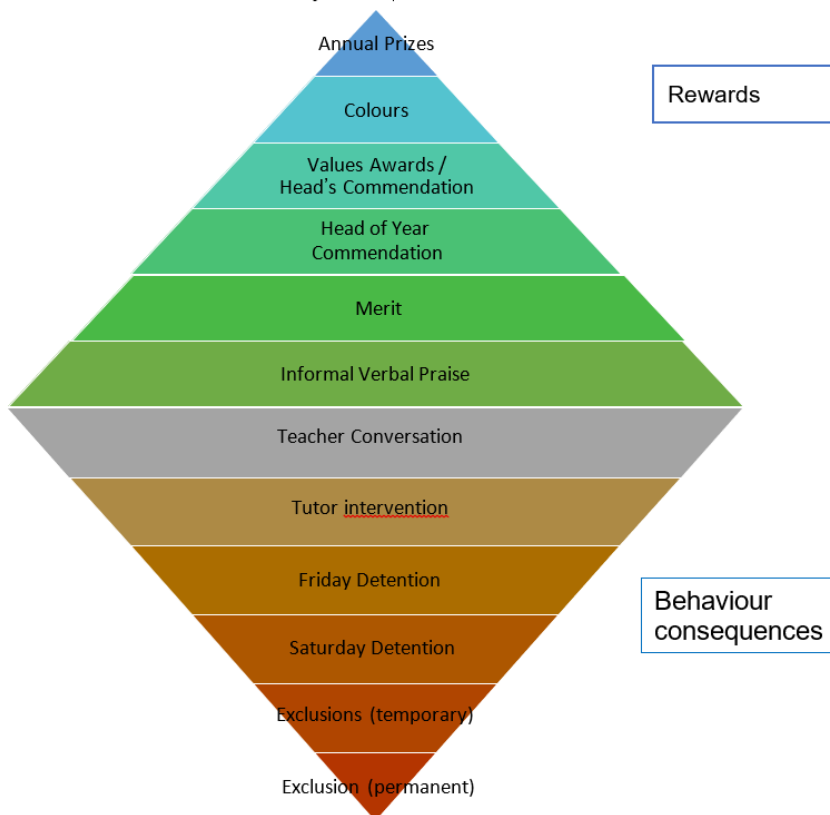 Annual Prizes
Rewards
Colours
Values Awards /
Head's Commendation
Head of Year
Commendation
Merit
Informal Verbal Praise
Teacher Conversation
Tutor intervention
Friday Detention
Behaviour
consequences
Saturday Detention
Exclusions (temporary)
Exclusion (permanent)